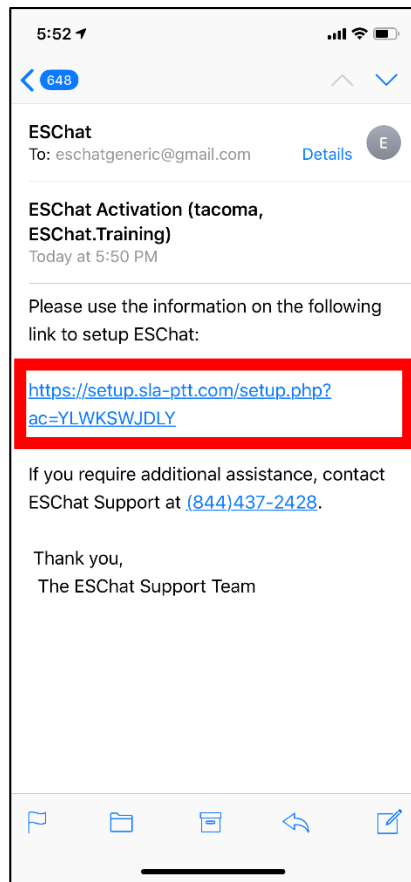 5:52
648
ESChat
To: eschatgeneric@gmail.com Details E
ESChat Activation (tacoma,
ESChat.Training)
Today at 5:50 PM
Please use the information on the following
link to setup ESChat:
https://setup.sla-ptt.com/setup.php?
ac=YLWKSWJDLY
If you require additional assistance, contact
ESChat Support at (844)437-2428.
Thank you,
The ESChat Support Team